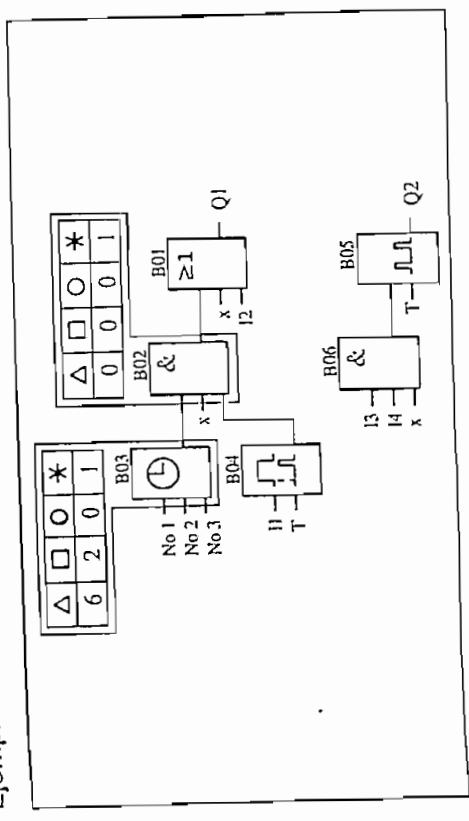 Ejempl
△ □ ○ *
6 2 0 1
△ □ ○ *
0 0 0 1
B03
No 1
No 2
No 3
B02
&
x
B01
≥1
x
I2
Q1
B04
I1
T
B06
&
I3
I4
x
B05
T
Q2